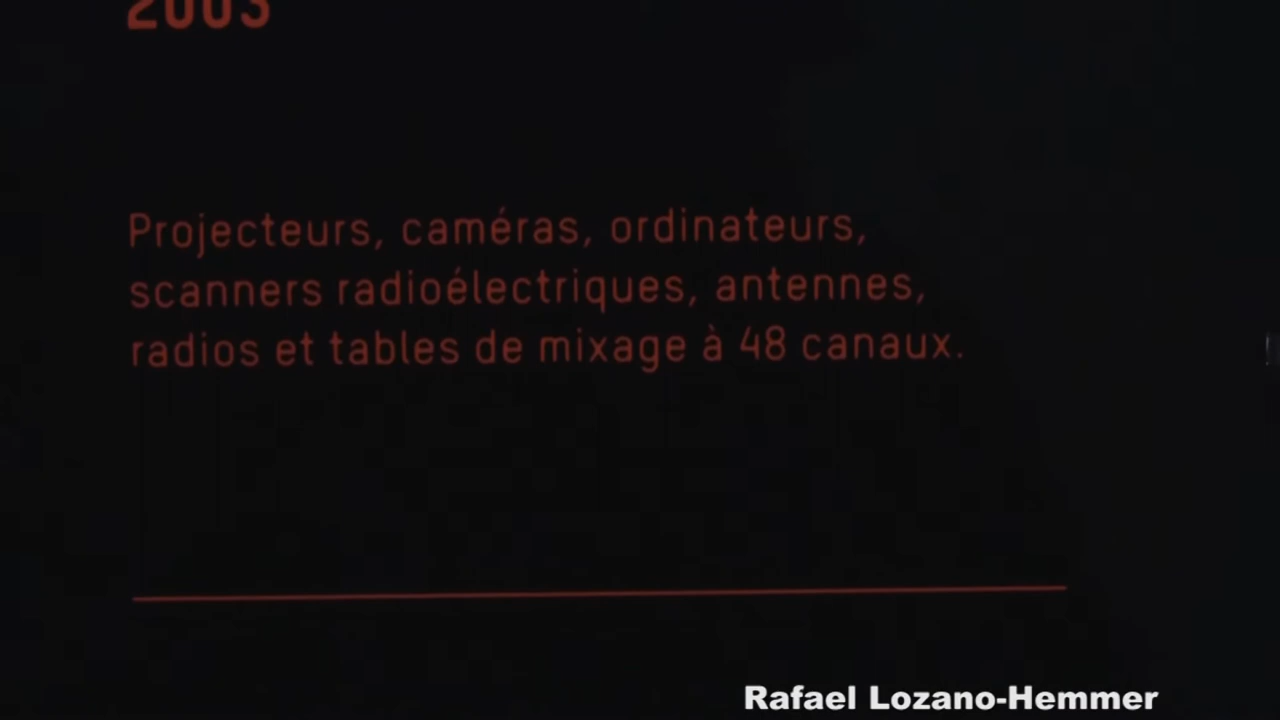 2003
Projecteurs, caméras, ordinateurs,
scanners radioélectriques, antennes,
radios et tables de mixage à 48 canaux.
Rafael Lozano-Hemmer